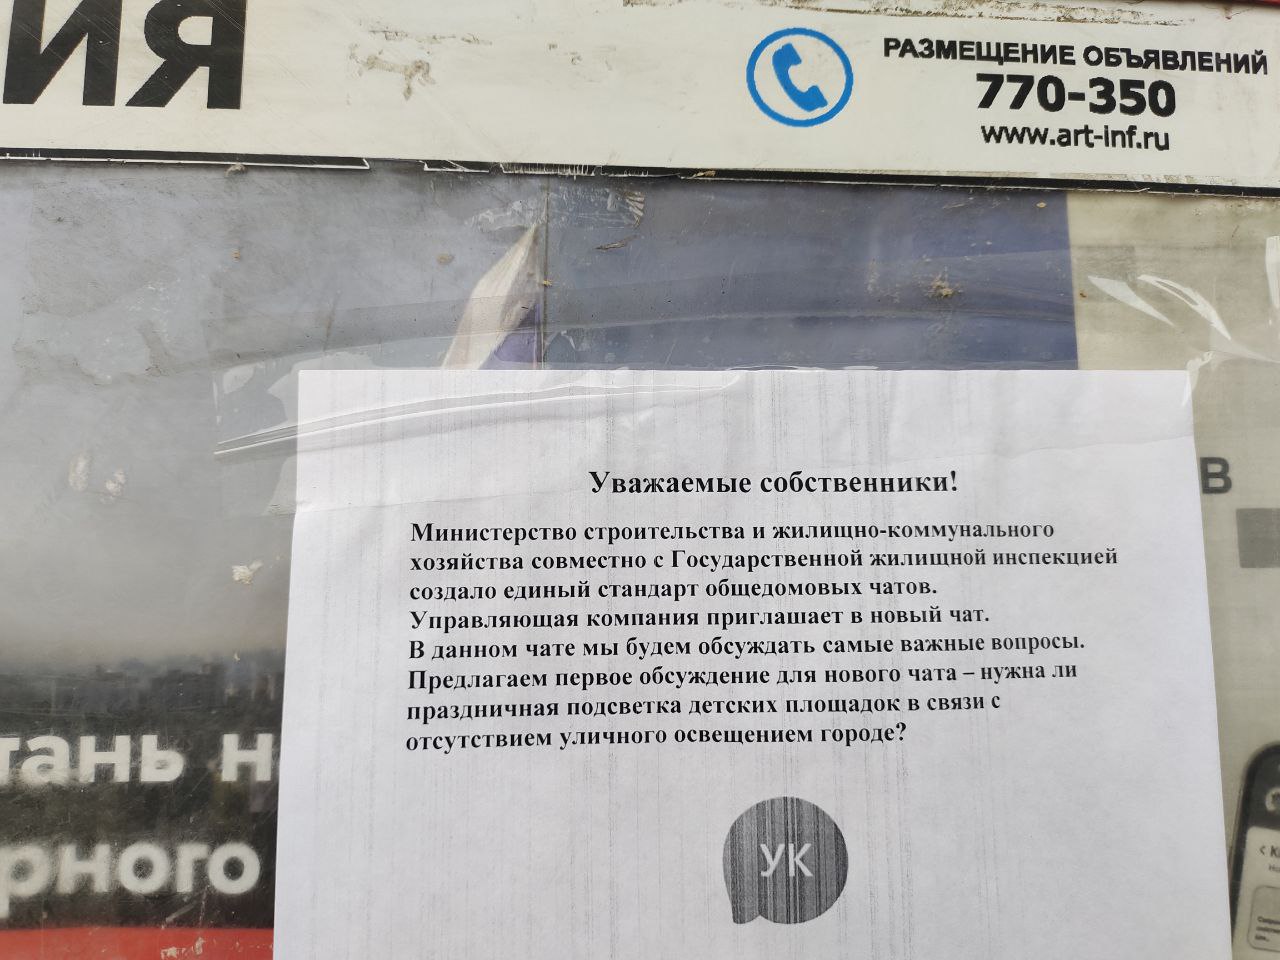 ИЯ
РАЗМЕЩЕНИЕ ОБЪЯВЛЕНИЙ
770-350
www.art-inf.ru
Уважаемые собственники!
Министерство строительства и жилищно-коммунального
хозяйства совместно с Государственной жилищной инспекцией
создало единый стандарт общедомовых чатов.
Управляющая компания приглашает в новый чат.
В данном чате мы будем обсуждать самые важные вопросы.
Предлагаем первое обсуждение для нового чата – нужна ли
праздничная подсветка детских площадок в связи с
отсутствием уличного освещением городе?
УК
в
тань н
рного